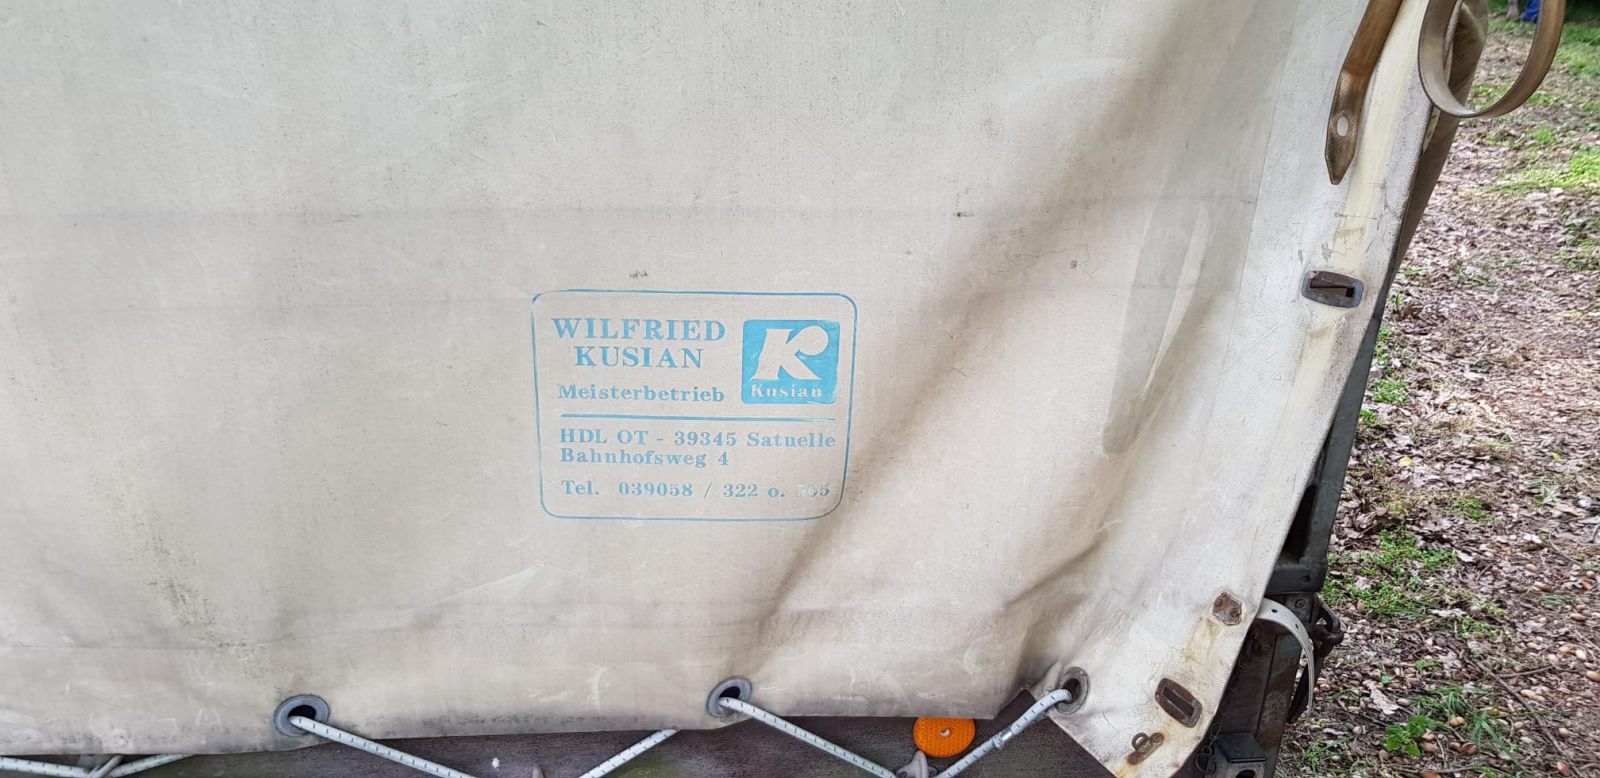 WILFRIED
KUSIAN
Meisterbetrieb
K
Kusian
HDL OT - 39345 Satuelle
Bahnhofsweg 4
Tel. 039058 / 322 o.